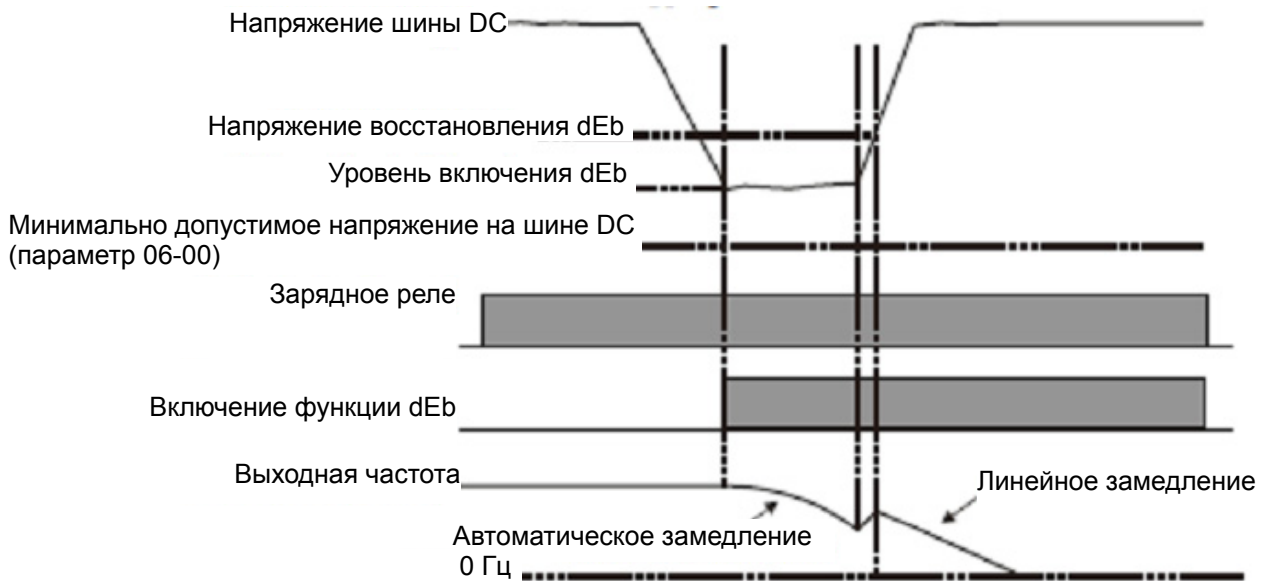 Напряжение шины DC
Напряжение восстановления dEb
Уровень включения dEb
Минимально допустимое напряжение на шине DC
(параметр 06-00)
Зарядное реле
Включение функции dEb
Выходная частота
Линейное замедление
Автоматическое замедление
0 Гц